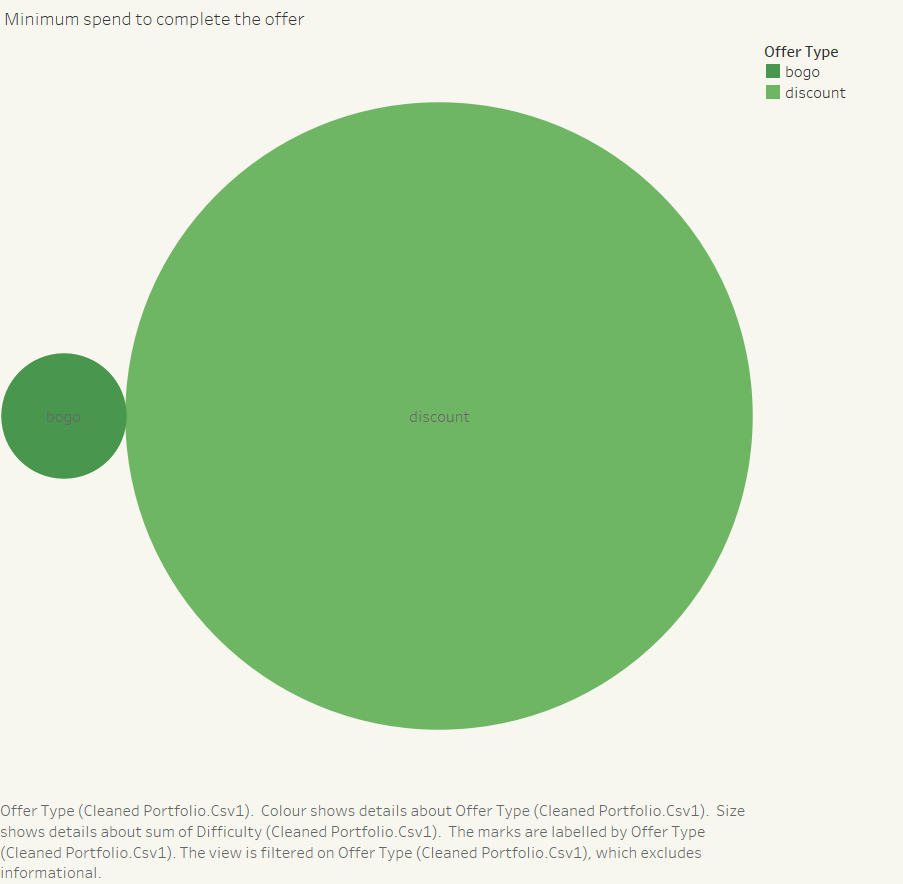 Minimum spend to complete the offer
Offer Type
bogo
discount
bogo
discount
Offer Type (Cleaned Portfolio.Csv1).  Colour shows details about Offer Type (Cleaned Portfolio.Csv1).  Size
shows details about sum of Difficulty (Cleaned Portfolio.Csv1).  The marks are labelled by Offer Type
(Cleaned Portfolio.Csv1). The view is filtered on Offer Type (Cleaned Portfolio.Csv1), which excludes
informational.